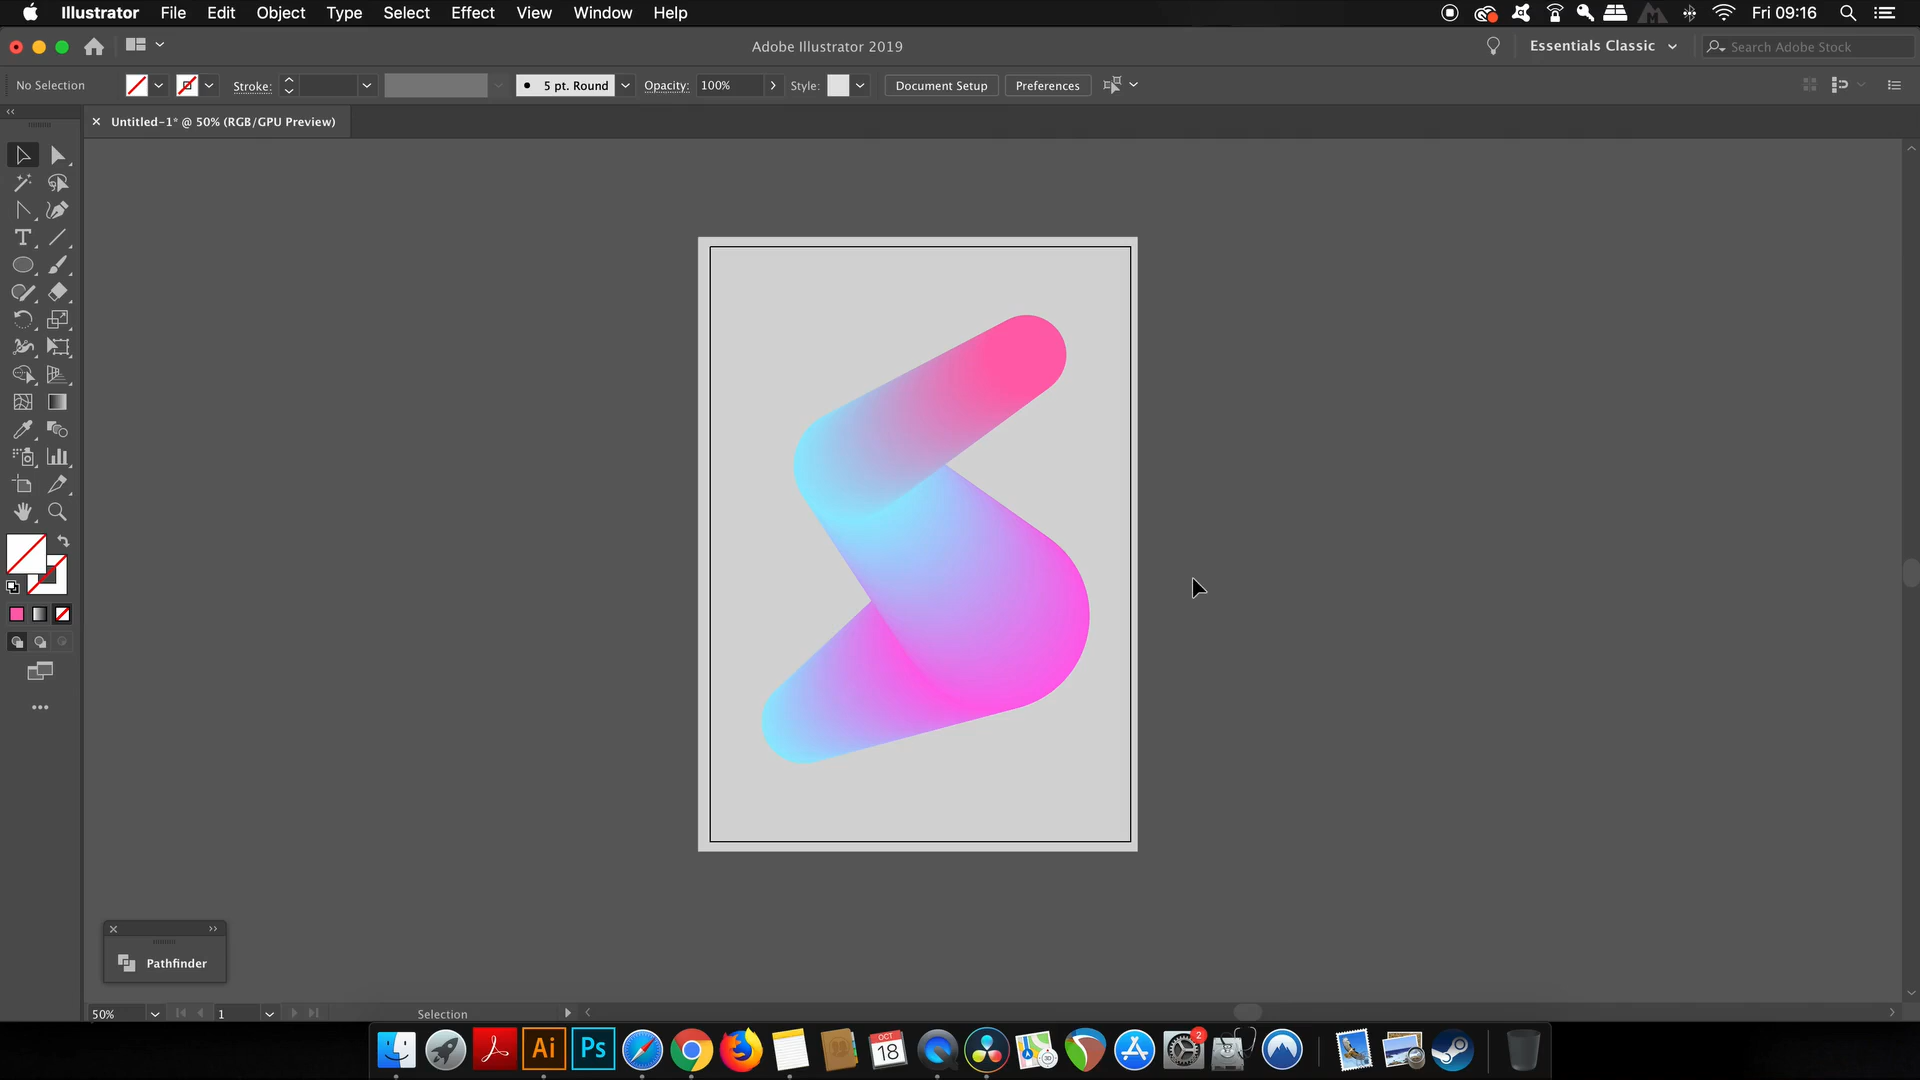 Illustrator File Edit Object Type Select Effect View Window Help
Fri 09:16
Adobe Illustrator 2019
Essentials Classic
Search Adobe Stock
No Selection
Stroke:
5 pt. Round
Opacity: 100%
Style:
Document Setup
Preferences
× Untitled-1* @ 50% (RGB/GPU Preview)
Pathfinder
50%
1
Selection
Ai
Ps
OCT
18
2